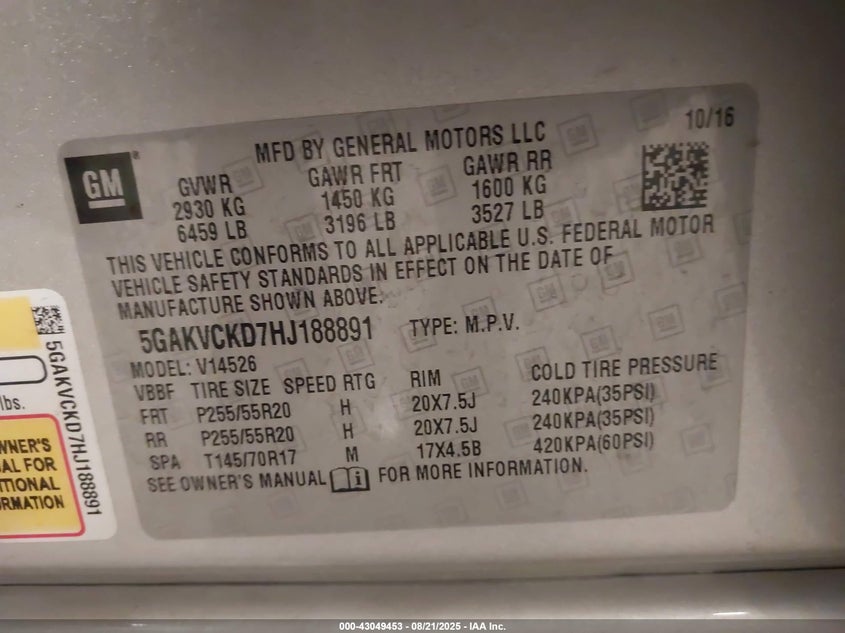 MFD BY GENERAL MOTORS LLC
10/16
GM
®
GVWR GAWR FRT GAWR RR
2930 KG 1450 KG 1600 KG
6459 LB 3196 LB 3527 LB
THIS VEHICLE CONFORMS TO ALL APPLICABLE U.S. FEDERAL MOTOR
VEHICLE SAFETY STANDARDS IN EFFECT ON THE DATE OF
MANUFACTURE SHOWN ABOVE.
5GAKVCKD7HJ188891 TYPE: M.P.V.
MODEL: V14526
VBBF TIRE SIZE SPEED RTG RIM COLD TIRE PRESSURE
FRT P255/55R20 H 20X7.5J 240KPA(35PSI)
RR P255/55R20 H 20X7.5J 240KPA(35PSI)
SPA T145/70R17 M 17X4.5B 420KPA(60PSI)
SEE OWNER'S MANUAL FOR MORE INFORMATION.
5GAKVCKD7HJ188891
lbs.
OWNER'S
FOR
INFORMATION
000-43049453 - 08/21/2025 - IAA Inc.